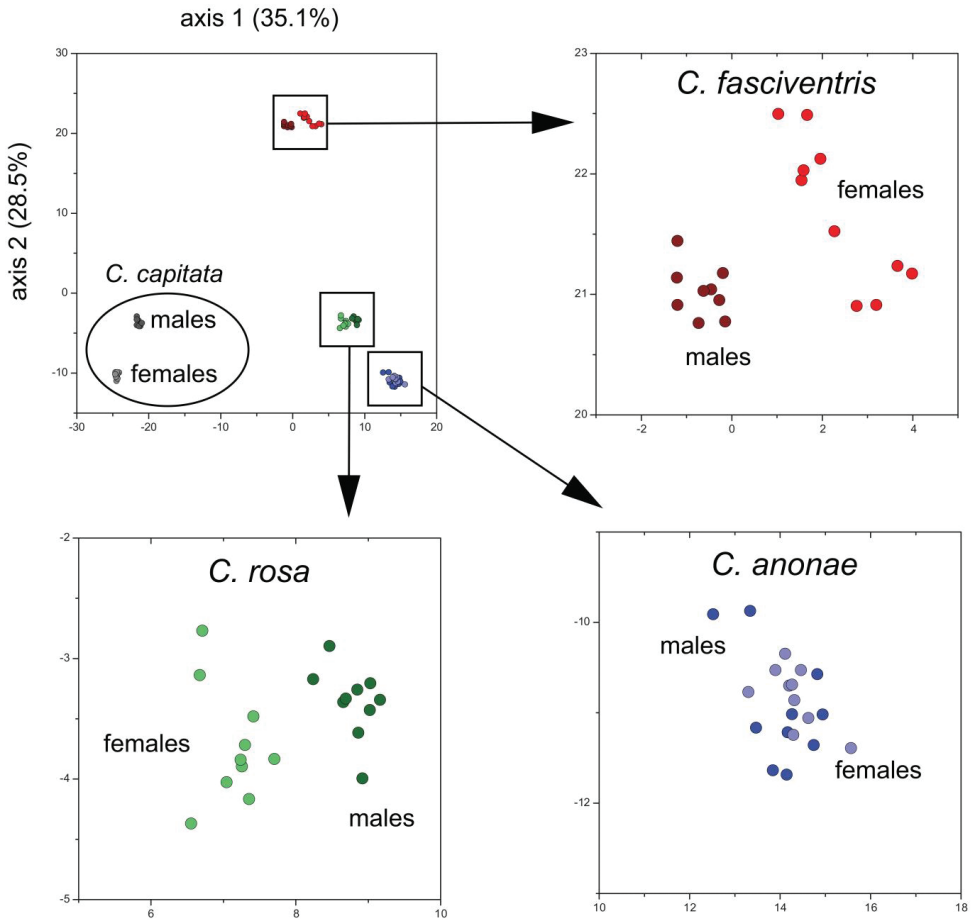 axis 1 (35.1%)
axis 2 (28.5%)
30
20
10
0
-10
-30
-20
-10
0
10
20
C. capitata
males
females
23
22
21
20
-2
0
2
4
C. fasciventris
females
males
-2
-3
-4
-5
6
8
10
C. rosa
females
males
-10
-12
10
12
14
16
18
C. anonae
males
females